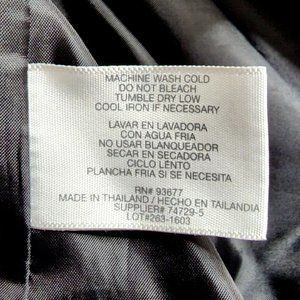 MACHINE WASH COLD
DO NOT BLEACH
TUMBLE DRY LOW
COOL IRON IF NECESSARY
LAVAR EN LAVADORA
CON AGUA FRIA
NO USAR BLANQUEADOR
SECAR EN SECADORA
CICLO LENTO
PLANCHA FRIA SI SE NECESITA
RN# 93677
MADE IN THAILAND / HECHO EN TAILANDIA
SUPPLIER# 74729-5
LOT#263-1603